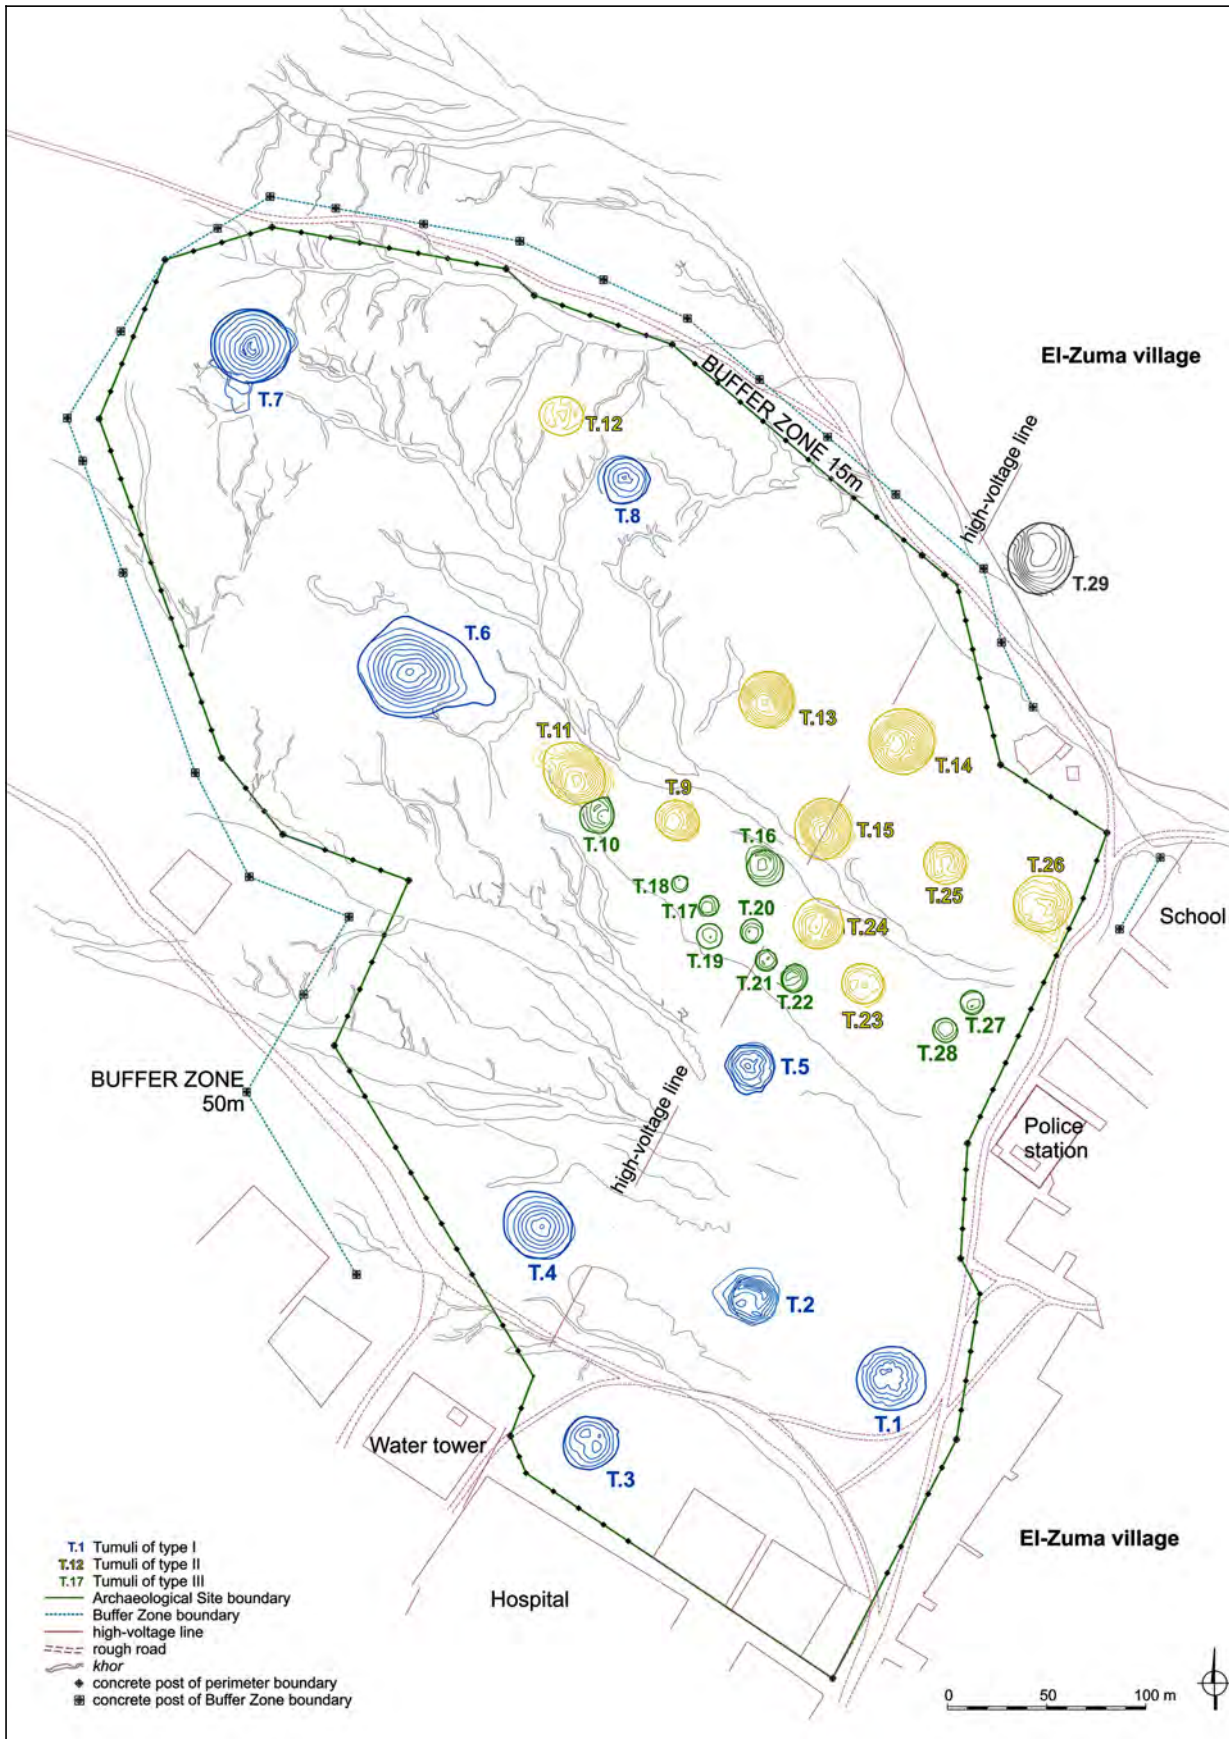 El-Zuma village
T.7
T.12
BUFFER ZONE 15m
T.8
high-voltage line
T.29
T.6
T.13
T.11
T.14
T.9
T.15
T.16
T.10
T.18
T.26
T.25
T.17
T.20
School
T.24
T.19
T.21
T.22
T.23
T.27
T.28
T.5
BUFFER ZONE
50m
high-voltage line
Police
station
T.4
T.2
T.1
Water tower
T.3
El-Zuma village
T.1 Tumuli of type I
T.12 Tumuli of type II
T.17 Tumuli of type III
Archaeological Site boundary
Buffer Zone boundary
high-voltage line
rough road
khor
concrete post of perimeter boundary
concrete post of Buffer Zone boundary
Hospital
0 50 100 m